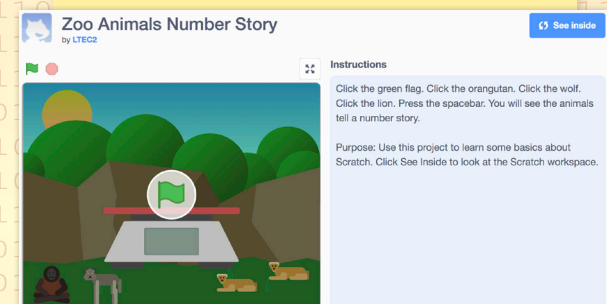 Zoo Animals Number Story
by LTEC2
See inside
Instructions
Click the green flag. Click the orangutan. Click the wolf.
Click the lion. Press the spacebar. You will see the animals
tell a number story.
Purpose: Use this project to learn some basics about
Scratch. Click See Inside to look at the Scratch workspace.